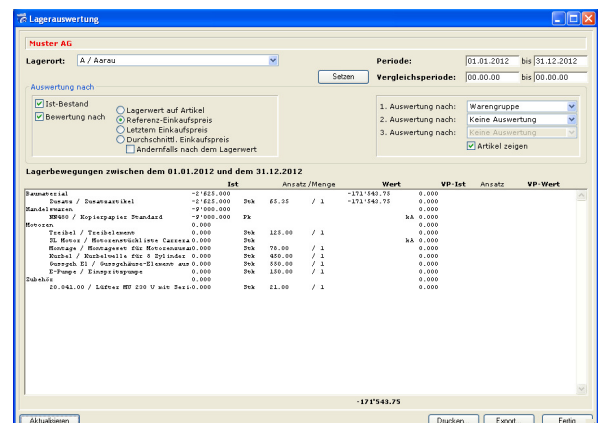 Lagerauswertung
Muster AG
Lagerort: A / Aarau
Periode: 01.01.2012 bis 31.12.2012
Setzen
Vergleichsperiode: 00.00.00 bis 00.00.00
Auswertung nach
Ist-Bestand
Bewertung nach
Lagerwert auf Artikel
Referenz-Einkaufspreis
Letztem Einkaufspreis
Durchschnittl. Einkaufspreis
Andernfalls nach dem Lagerwert
1. Auswertung nach: Warengruppe
2. Auswertung nach: Keine Auswertung
3. Auswertung nach: Keine Auswertung
Artikel zeigen
Lagerbewegungen zwischen dem 01.01.2012 und dem 31.12.2012
Ist Ansatz /Menge Wert VP-Ist Ansatz VP-Wert
Baumaterial -2'625.000 -171'543.75 0.000
Zusatz / Zusatzartikel -2'625.000 Stk 65.35 / 1 -171'543.75 0.000
Handelswaren -9'000.000 0.000
NN480 / Kopierpapier Standard -9'000.000 Pk kA 0.000
Motoren 0.000 0.000
Treibel / Treibelement 0.000 Stk 125.00 / 1 0.000
SL Motor / Motorenstückliste Carrera 0.000 Stk kA 0.000
Montage / Montageset für Motorenzusam 0.000 Stk 78.00 / 1 0.000
Kurbel / Kurbelwelle für 8 Zylinder 0.000 Stk 450.00 / 1 0.000
Gussgeh.El / Gussgehäuse-Element aus 0.000 Stk 550.00 / 1 0.000
E-Pumpe / Einspritzpumpe 0.000 Stk 150.00 / 1 0.000
Zubehör 0.000 0.000
20.041.00 / Lüfter MU 230 V mit Seri 0.000 Stk 21.00 / 1 0.000
-171'543.75
Aktualisieren Drucken Export... Fertig